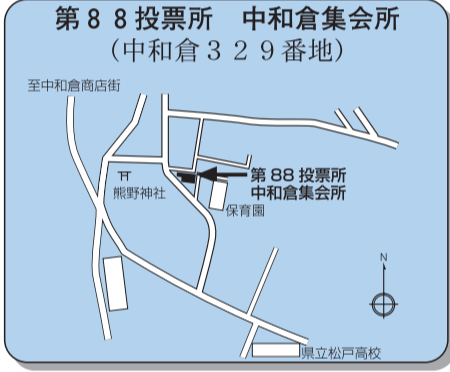 第８８投票所　中和倉集会所
（中和倉３２９番地）
至中和倉商店街
熊野神社
第 88 投票所
中和倉集会所
保育園
N
県立松戸高校